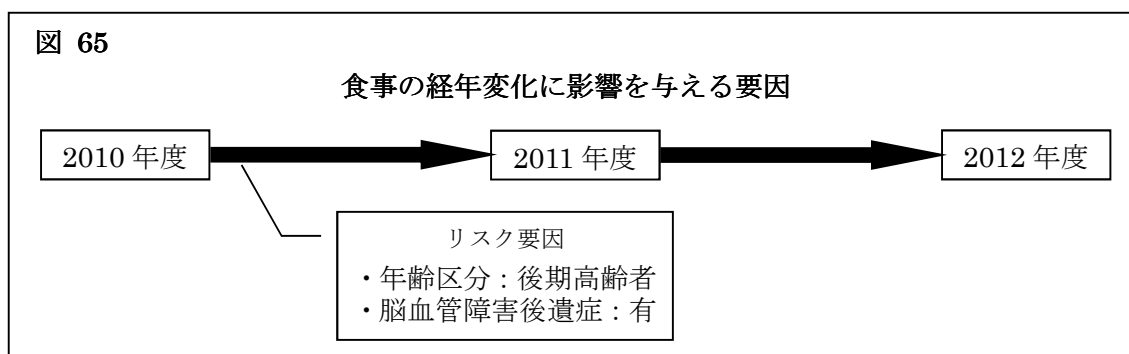 図 65
食事の経年変化に影響を与える要因
2010 年度
2011 年度
2012 年度
リスク要因
・年齢区分：後期高齢者
・脳血管障害後遺症：有